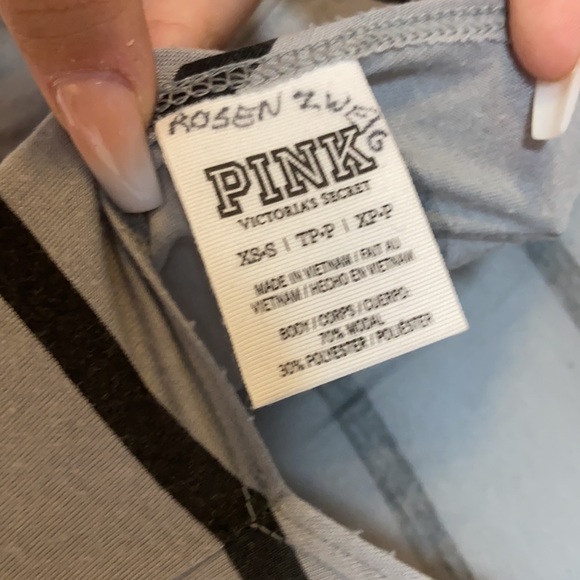 ROSEN ZWEIG
PINK
VICTORIA'S SECRET
XS•S | TP•P | XP•P
MADE IN VIETNAM / FAIT AU
VIETNAM / HECHO EN VIETNAM
BODY / CORPS / CUERPO:
70% MODAL
30% POLYESTER / POLIÉSTER